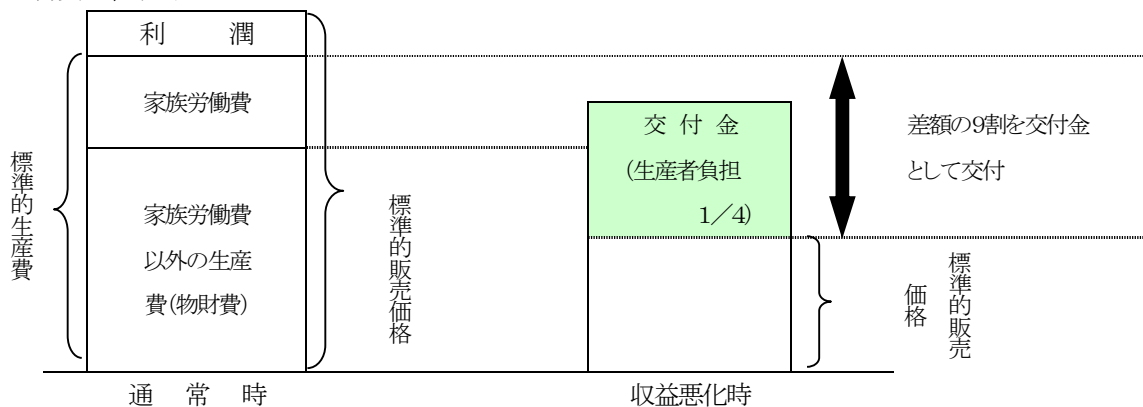 利　　潤
家族労働費
家族労働費
以外の生産
費(物財費)
標準的生産費
標準的販売価格
交 付 金
(生産者負担
1／4)
差額の9割を交付金
として交付
標準的販売
価格
通　常　時
収益悪化時